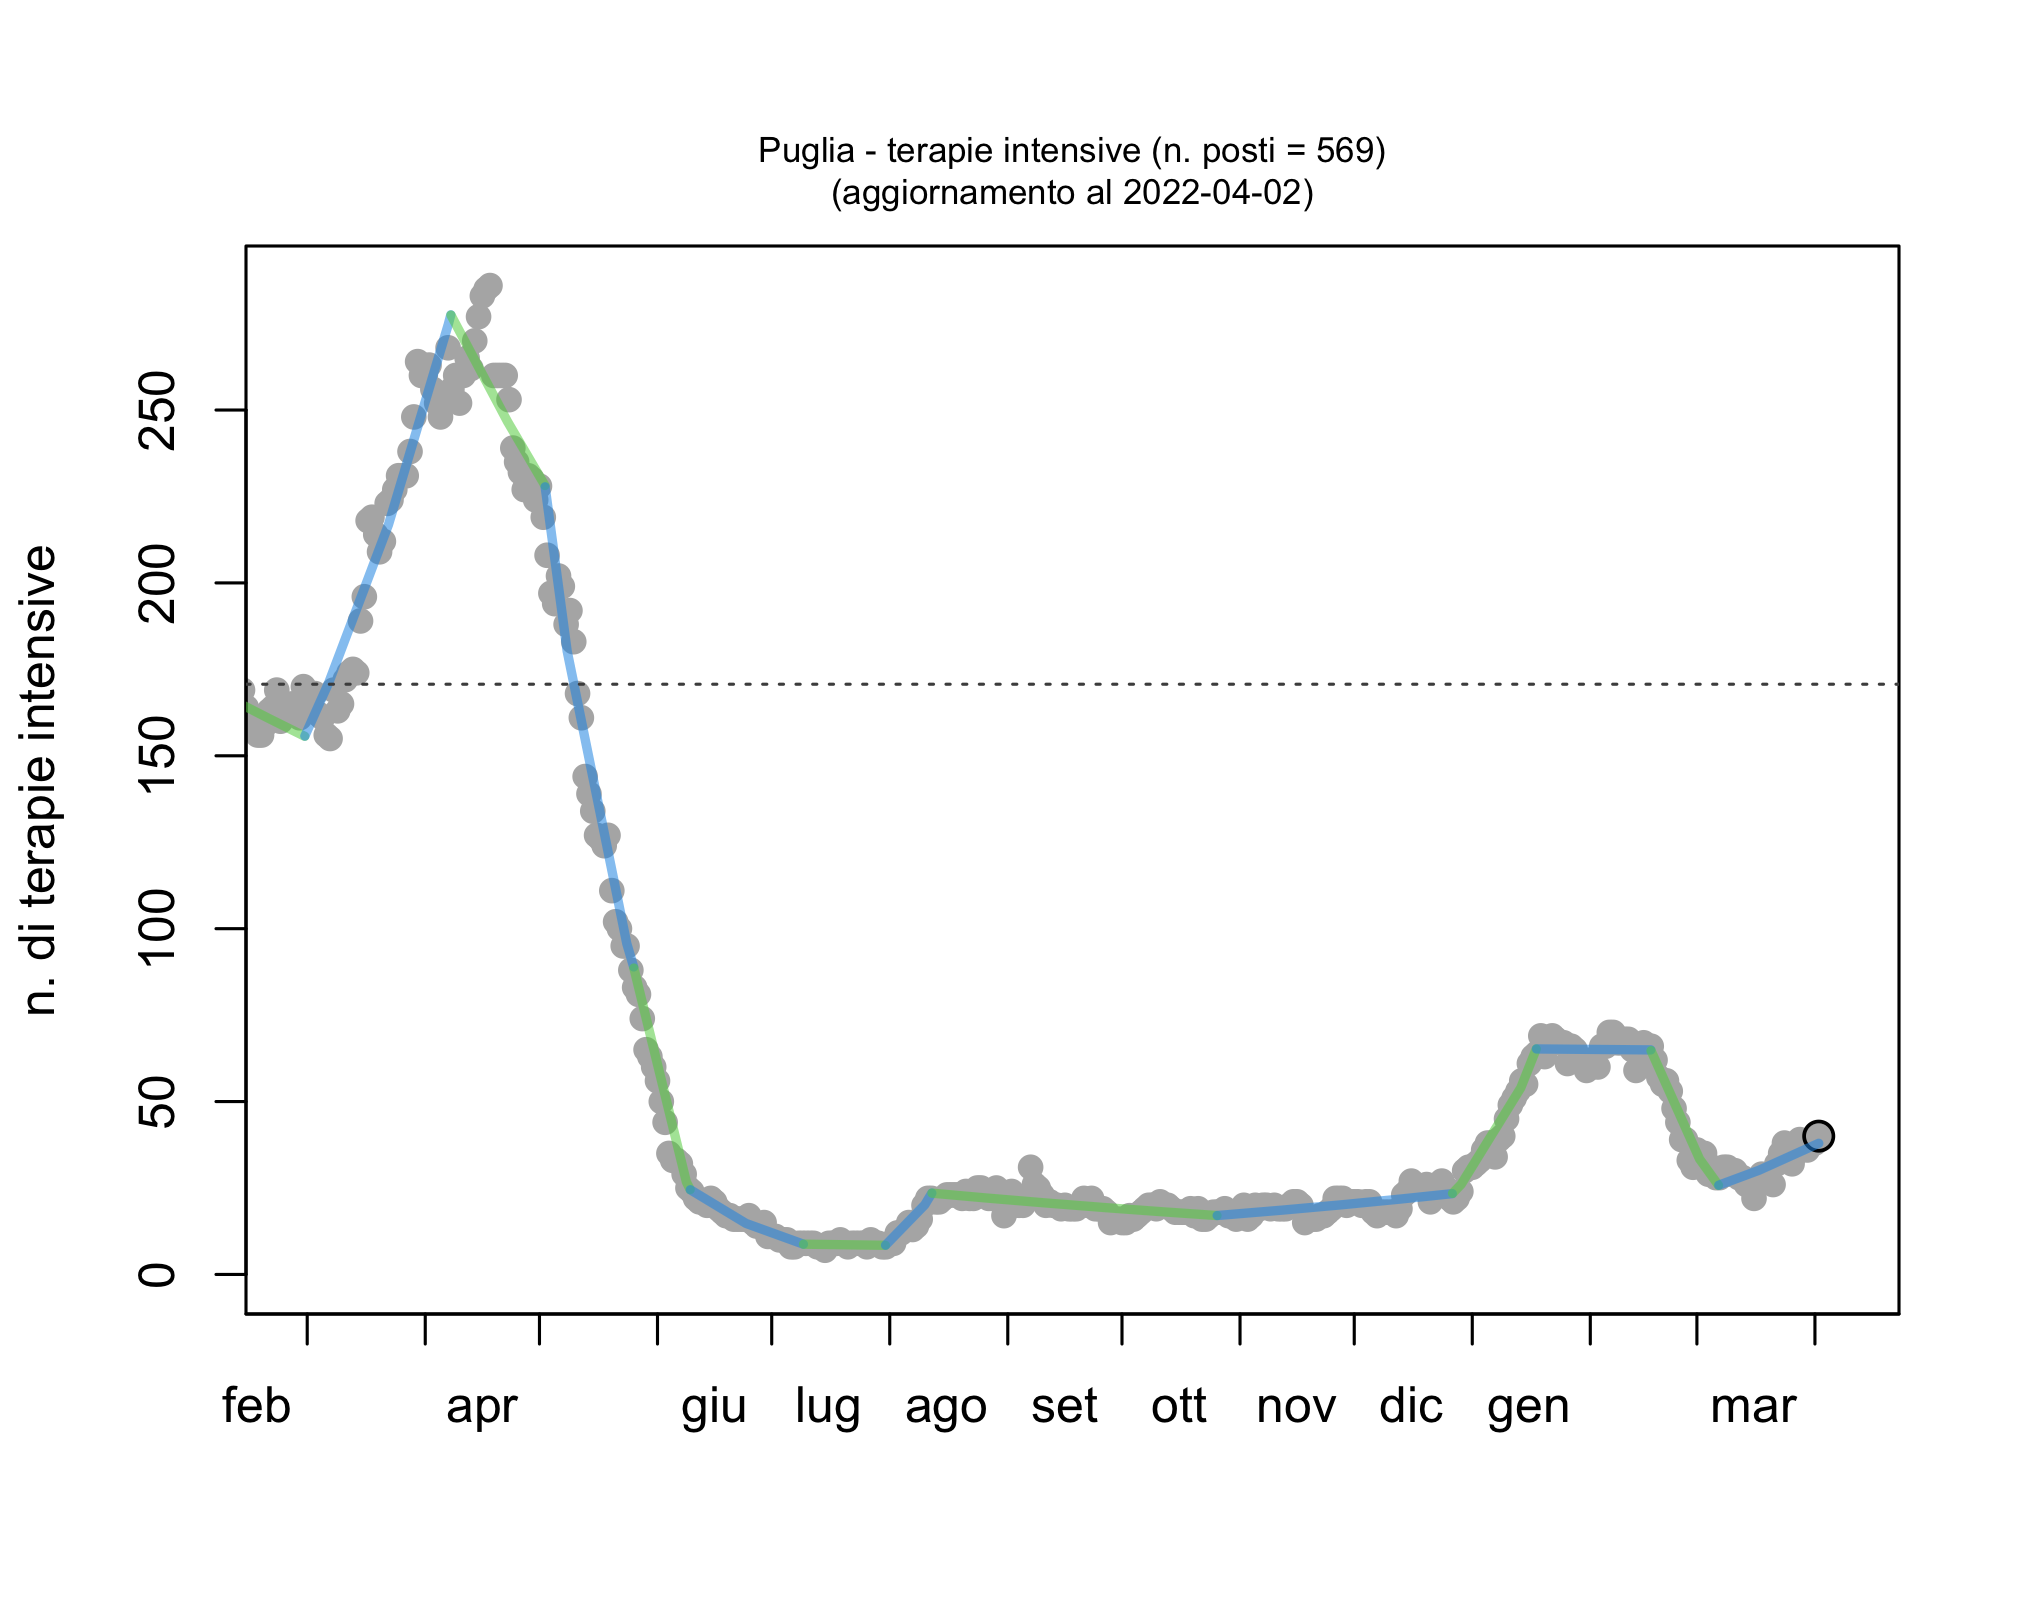 Puglia - terapie intensive (n. posti = 569)
(aggiornamento al 2022-04-02)
n. di terapie intensive
250
200
150
100
50
0
feb apr giu lug ago set ott nov dic gen mar